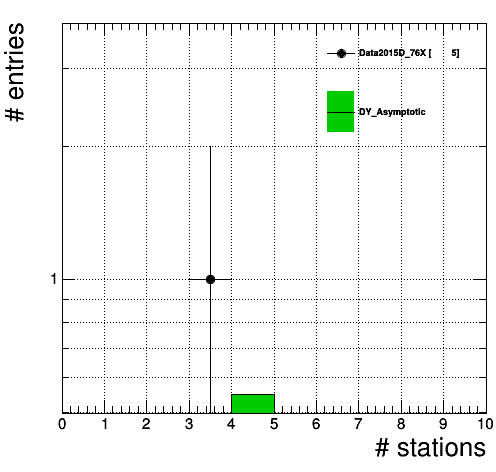 # entries
Data2015D_76X [ 5]
DY_Asymptotic
1
0 1 2 3 4 5 6 7 8 9 10
# stations